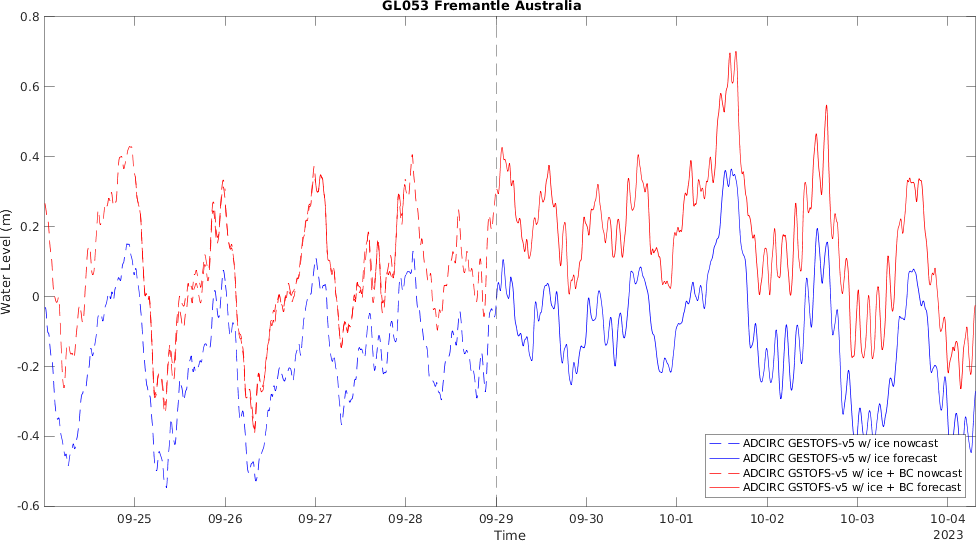 GL053 Fremantle Australia
0.8
0.6
0.4
0.2
0
-0.2
-0.4
-0.6
Water Level (m)
09-25 09-26 09-27 09-28 09-29 09-30 10-01 10-02 10-03 10-04
Time
2023
ADCIRC GESTOFS-v5 w/ ice nowcast
ADCIRC GESTOFS-v5 w/ ice forecast
ADCIRC GSTOFS-v5 w/ ice + BC nowcast
ADCIRC GSTOFS-v5 w/ ice + BC forecast